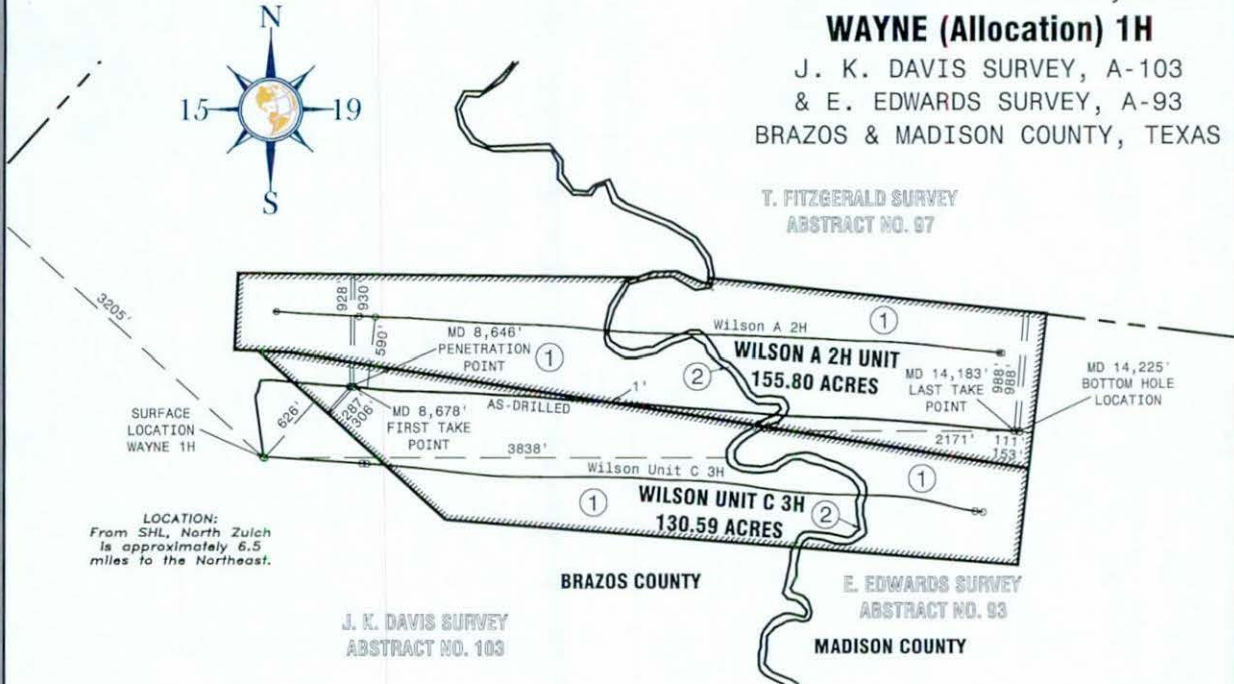 WAYNE (Allocation) 1H
J. K. DAVIS SURVEY, A-103
& E. EDWARDS SURVEY, A-93
BRAZOS & MADISON COUNTY, TEXAS
N
15
19
S
T. FITZGERALD SURVEY
ABSTRACT NO. 97
3205'
928'
930'
590'
MD 8,646'
PENETRATION
POINT
1
Wilson A 2H
1
WILSON A 2H UNIT
155.80 ACRES
2
MD 14,183'
LAST TAKE
POINT
988'
988'
MD 14,225'
BOTTOM HOLE
LOCATION
SURFACE
LOCATION
WAYNE 1H
626'
287'
306'
MD 8,678'
FIRST TAKE
POINT
AS-DRILLED
1'
2171'
111'
153'
3838'
Wilson Unit C 3H
1
1
WILSON UNIT C 3H
130.59 ACRES
2
LOCATION:
From SHL, North Zulch
is approximately 6.5
miles to the Northeast.
BRAZOS COUNTY
E. EDWARDS SURVEY
ABSTRACT NO. 93
J. K. DAVIS SURVEY
ABSTRACT NO. 103
MADISON COUNTY